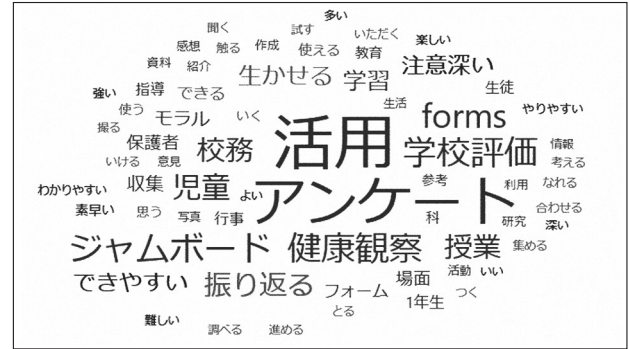 多い
聞く 試す いただく 楽しい
感想 触る 作成 使える 教育
資料 紹介 生かせる 学習 注意深い
強い 指導 できる 生活 生徒
使う モラル いく forms やりやすい
撮る
保護者 校務 活用 学校評価 情報
いける 意見 考える
わかりやすい 収集 児童 よい アンケート 参考 利用 なれる
素早い 思う 写真 行事 科 研究 合わせる
深い
ジャムボード 健康観察 授業 集める
できやすい 振り返る フォーム 場面 活動 いい
1年生 つく
とる
難しい 調べる 進める